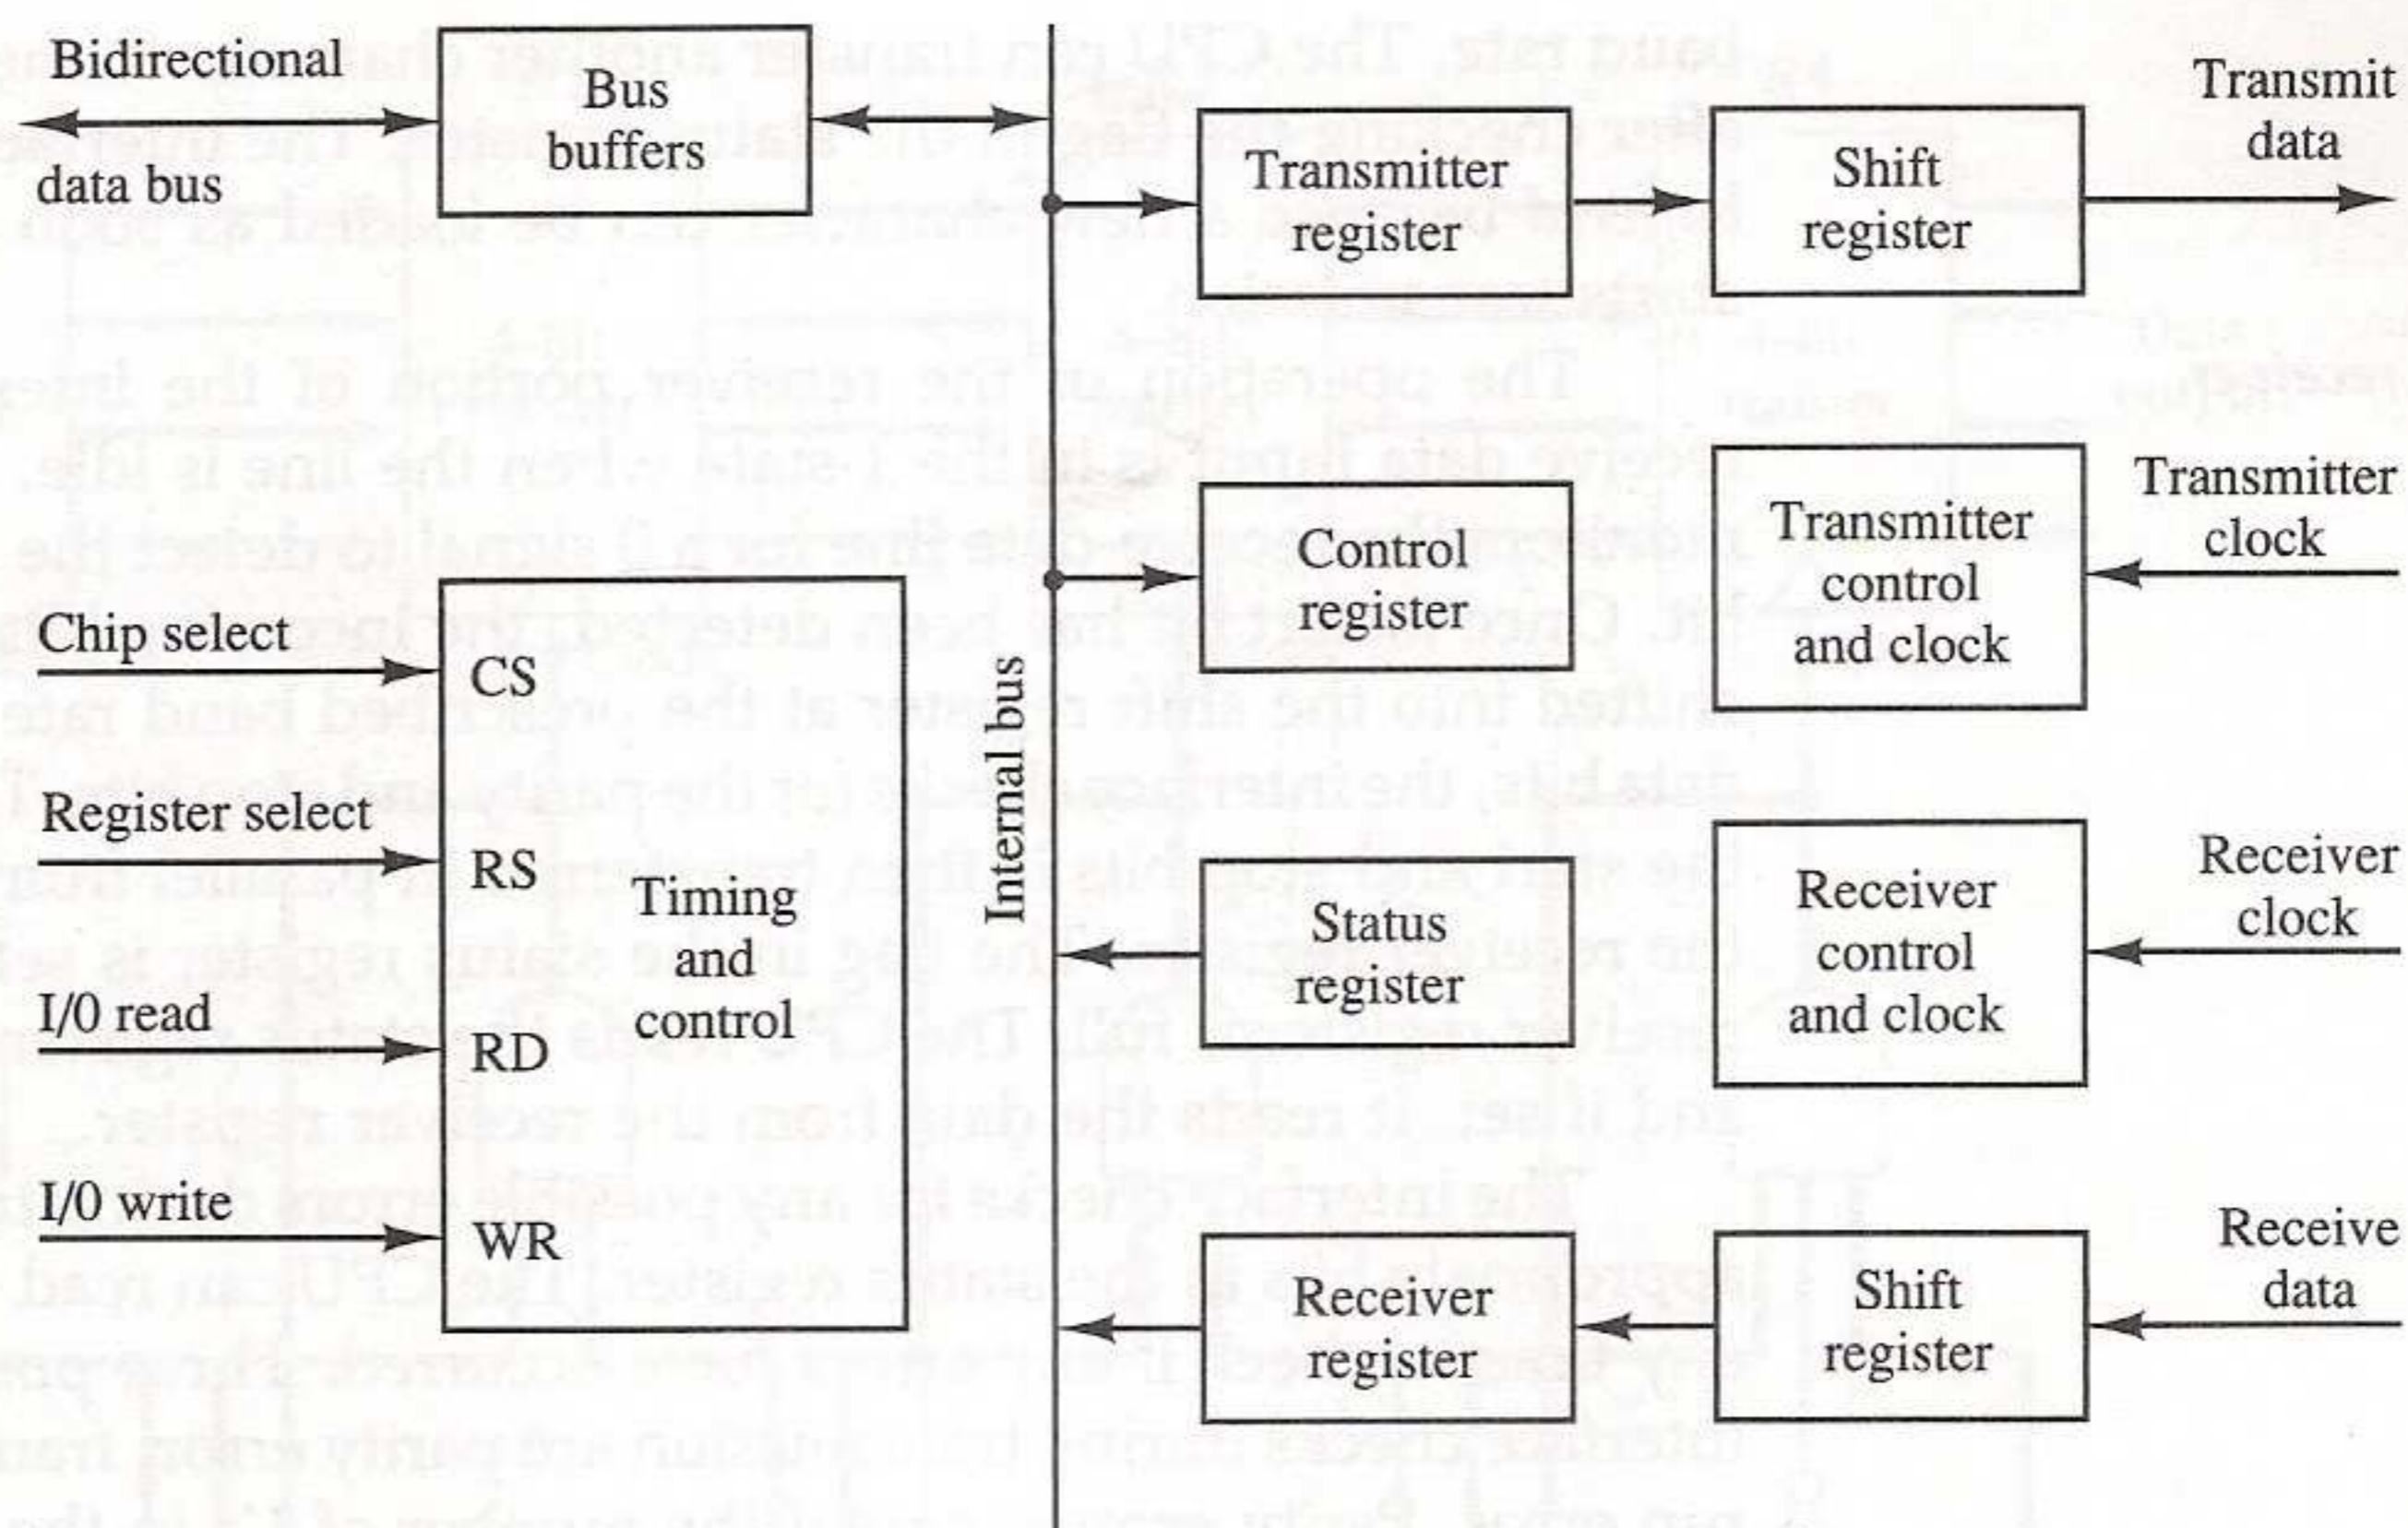 Bidirectional
data bus
Bus
buffers
Transmitter
register
Shift
register
Transmit
data
Control
register
Transmitter
control
and clock
Transmitter
clock
Chip select
CS
Register select
RS
I/0 read
RD
I/0 write
WR
Timing
and
control
Internal bus
Status
register
Receiver
control
and clock
Receiver
clock
Receiver
register
Shift
register
Receive
data